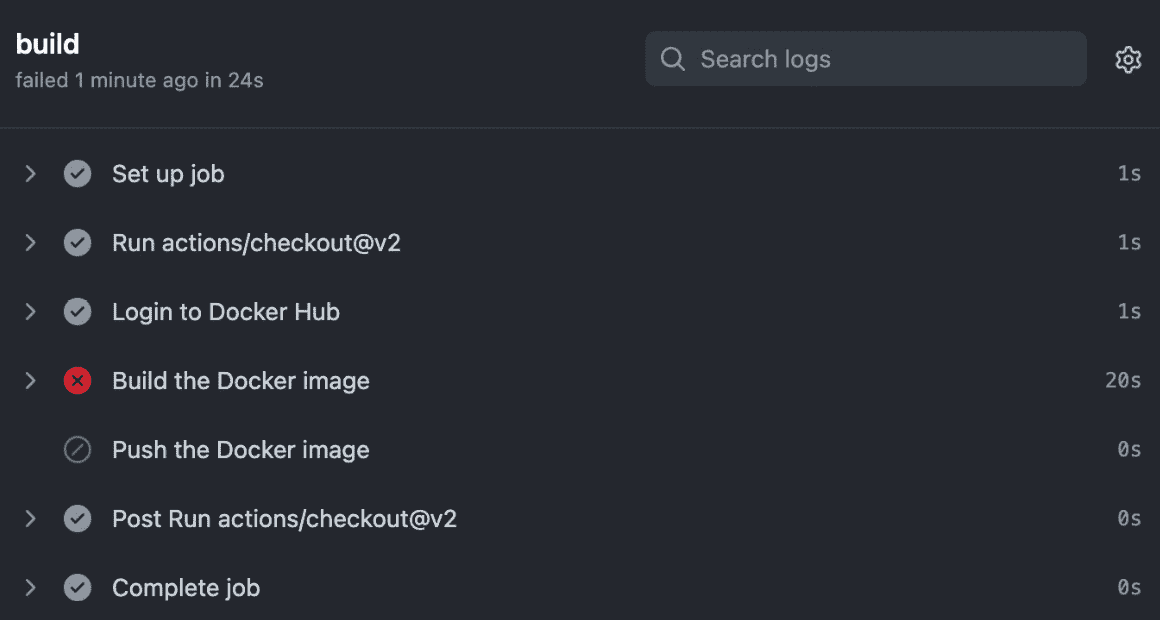 build
failed 1 minute ago in 24s
Search logs
Set up job 1s
Run actions/checkout@v2 1s
Login to Docker Hub 1s
Build the Docker image 20s
Push the Docker image 0s
Post Run actions/checkout@v2 0s
Complete job 0s